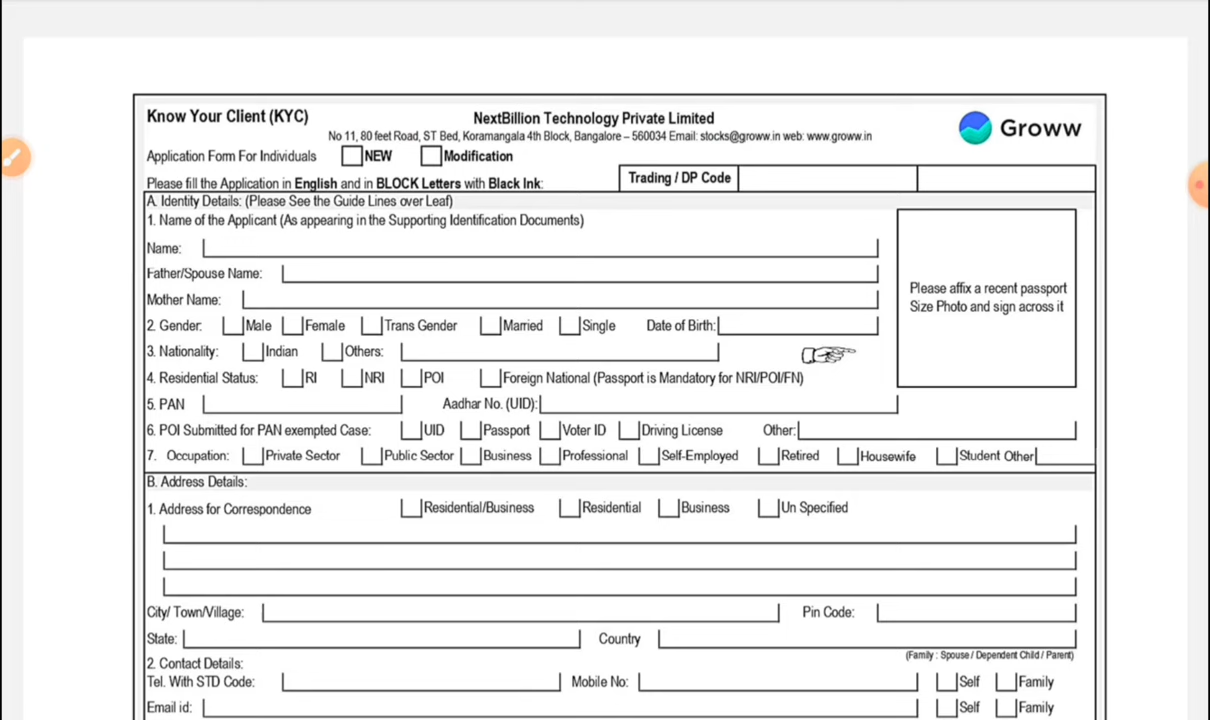 Know Your Client (KYC) NextBillion Technology Private Limited
No 11, 80 feet Road, ST Bed, Koramangala 4th Block, Bangalore – 560034 Email: stocks@groww.in web: www.groww.in
Groww
Application Form For Individuals NEW Modification
Please fill the Application in English and in BLOCK Letters with Black Ink: Trading / DP Code
A. Identity Details: (Please See the Guide Lines over Leaf)
1. Name of the Applicant (As appearing in the Supporting Identification Documents)
Name:
Father/Spouse Name:
Please affix a recent passport
Size Photo and sign across it
Mother Name:
2. Gender: Male Female Trans Gender Married Single Date of Birth:
3. Nationality: Indian Others:
4. Residential Status: RI NRI POI Foreign National (Passport is Mandatory for NRI/POI/FN)
5. PAN Aadhar No. (UID):
6. POI Submitted for PAN exempted Case: UID Passport Voter ID Driving License Other:
7. Occupation: Private Sector Public Sector Business Professional Self-Employed Retired Housewife Student Other
B. Address Details:
1. Address for Correspondence Residential/Business Residential Business Un Specified
City/ Town/Village: Pin Code:
State: Country
(Family : Spouse / Dependent Child / Parent)
2. Contact Details:
Tel. With STD Code: Mobile No: Self Family
Email id: Self Family